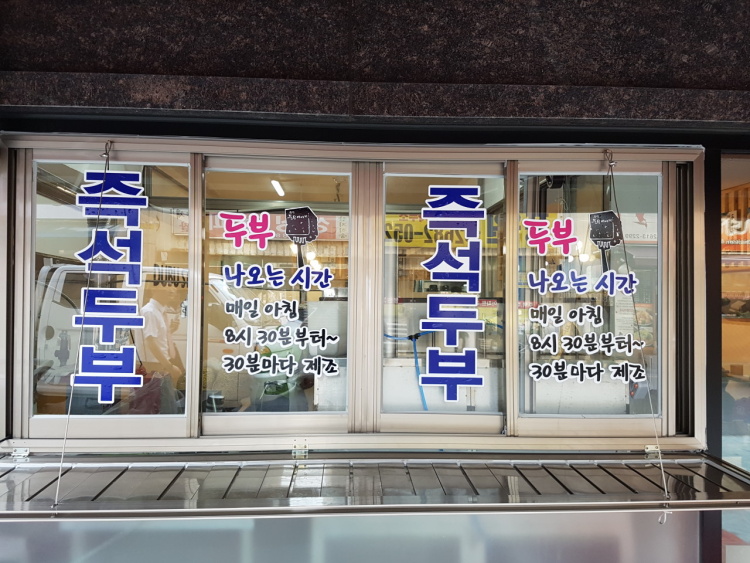 즉석두부
두부
나오는 시간
매일 아침
8시 30분부터~
30분마다 제조
즉석두부
두부
나오는 시간
매일 아침
8시 30분부터~
30분마다 제조